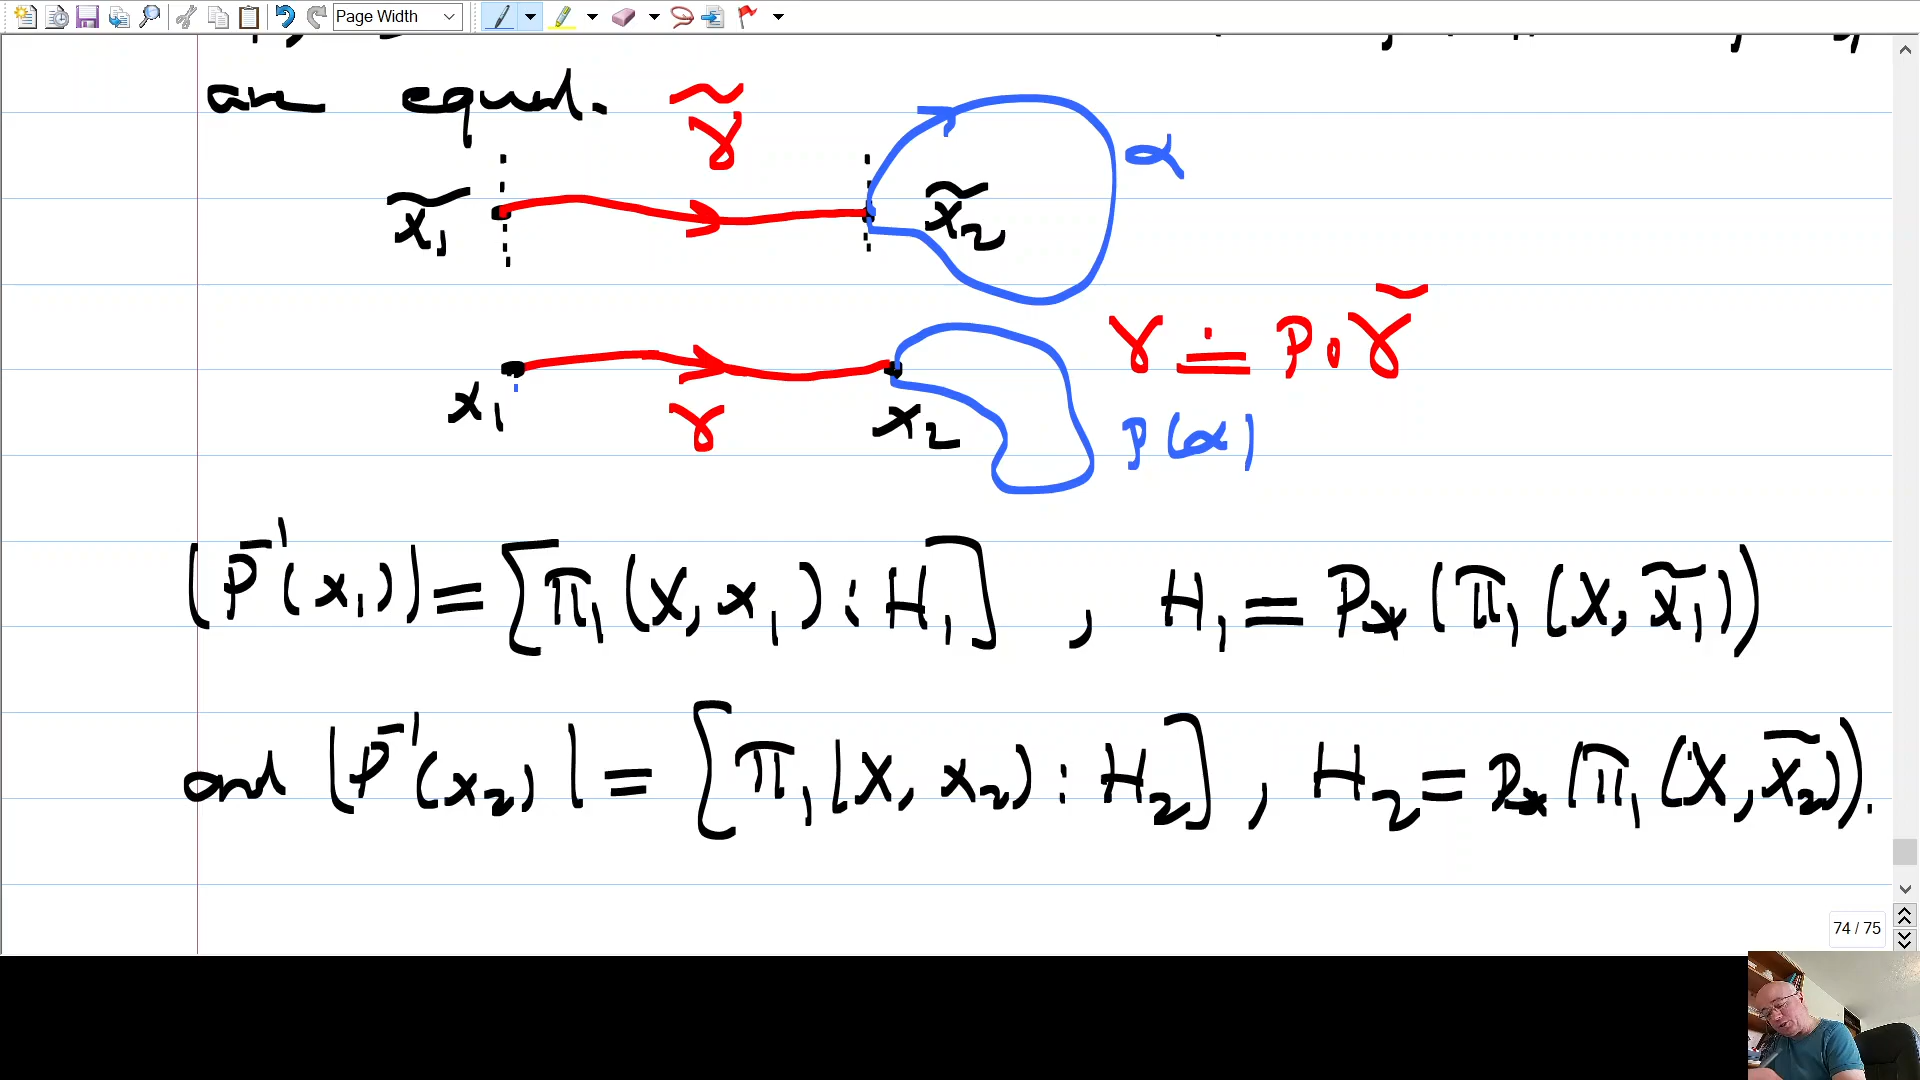 Page Width
are equal.
γ̃
α
x̃₁
x̃₂
γ ≐ p∘γ̃
x₁
γ
x₂
p(α)
|p⁻¹(x₁)| = [π₁(X, x₁) : H₁] , H₁ = p⁎(π₁(X, x̃₁))
and |p⁻¹(x₂)| = [π₁(X, x₂) : H₂] , H₂ = p⁎(π₁(X, x̃₂)).
74 / 75